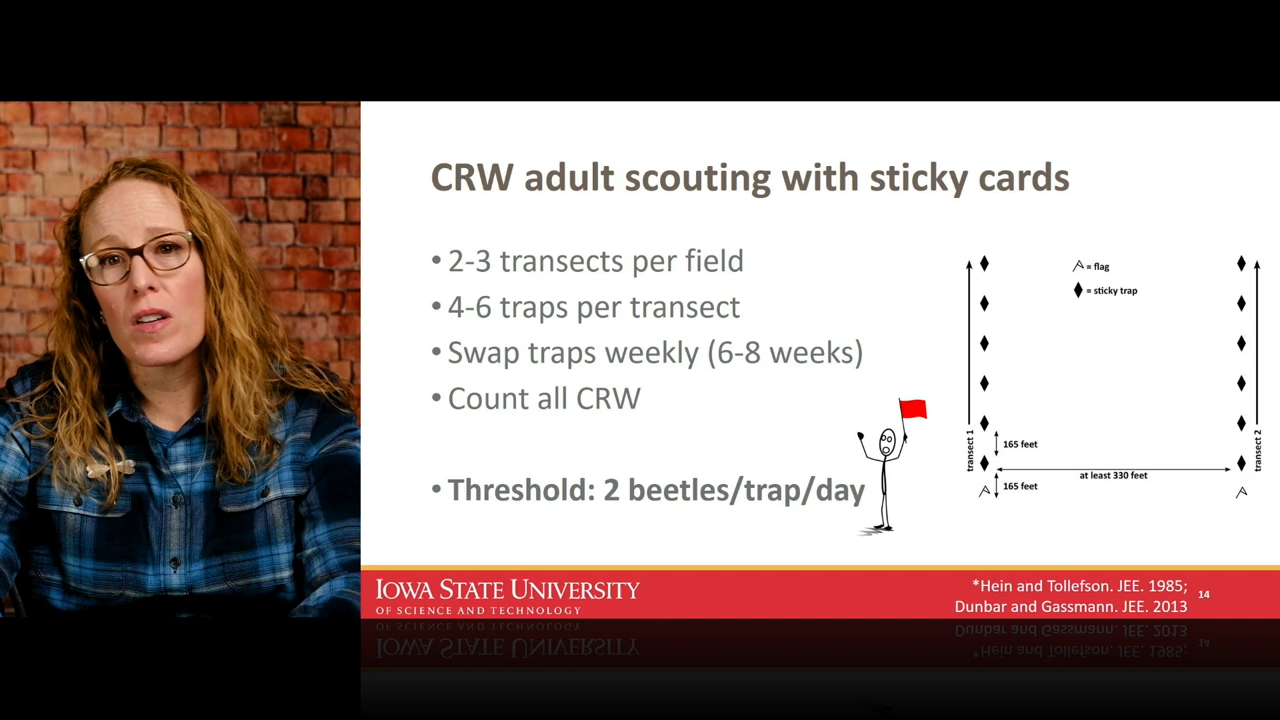 CRW adult scouting with sticky cards
• 2-3 transects per field
• 4-6 traps per transect
• Swap traps weekly (6-8 weeks)
• Count all CRW
• Threshold: 2 beetles/trap/day
= flag
= sticky trap
transect 1
165 feet
at least 330 feet
165 feet
transect 2
IOWA STATE UNIVERSITY
OF SCIENCE AND TECHNOLOGY
*Hein and Tollefson. JEE. 1985;
Dunbar and Gassmann. JEE. 2013
14